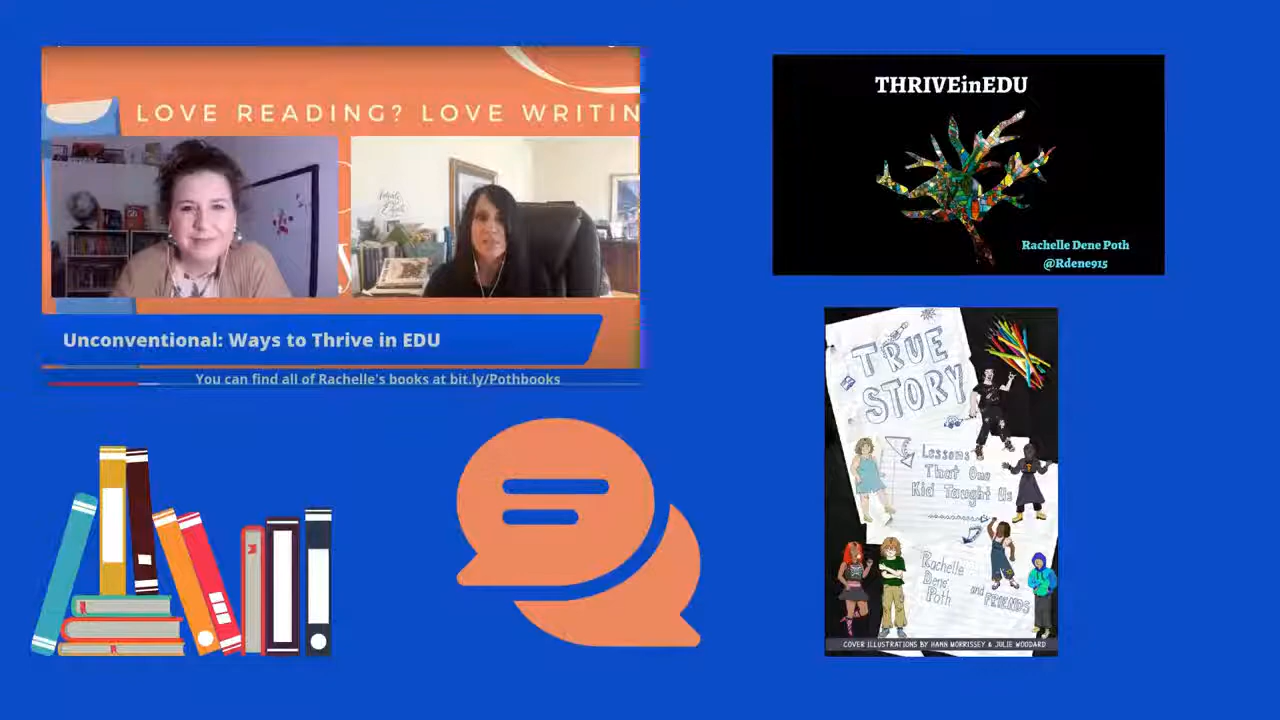 LOVE READING? LOVE WRITIN
Unconventional: Ways to Thrive in EDU
You can find all of Rachelle's books at bit.ly/Pothbooks
THRIVEinEDU
Rachelle Dene Poth
@Rdene915
TRUE
STORY
Lessons
That One
Kid Taught Us
Rachelle
Dene
Poth
and FRIENDS
COVER ILLUSTRATIONS BY HANN MORRISSEY & JULIE WOODARD